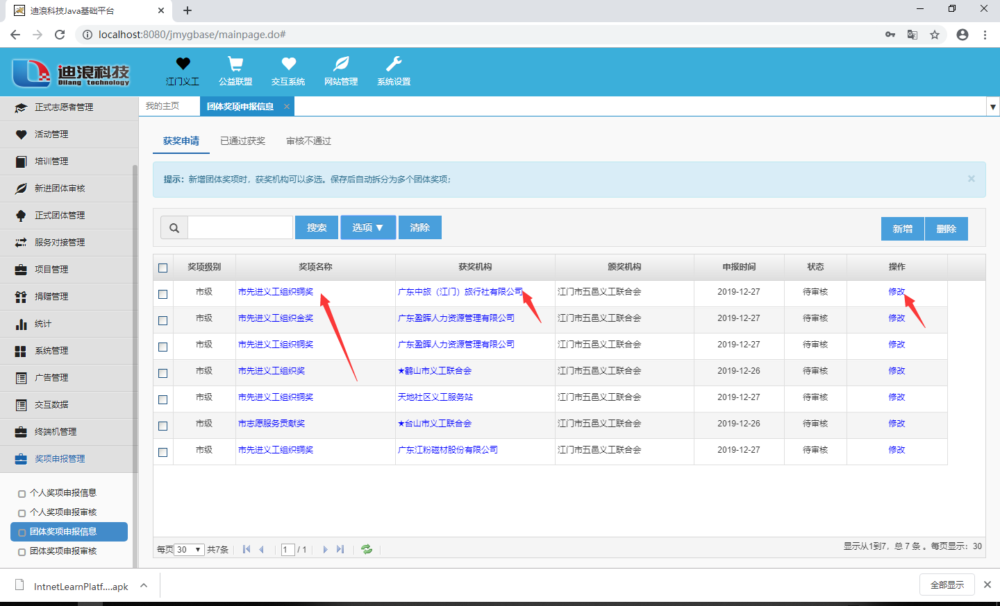 迪浪科技Java基础平台
localhost:8080/jmygbase/mainpage.do#
迪浪科技
Dilang technology
江门义工
公益联盟
交互系统
网站管理
系统设置
正式志愿者管理
活动管理
培训管理
新进团体审核
正式团体管理
服务对接管理
项目管理
捐赠管理
统计
系统管理
广告管理
交互数据
终端机管理
奖项申报管理
个人奖项申报信息
个人奖项申报审核
团体奖项申报信息
团体奖项申报审核
我的主页 团体奖项申报信息
获奖申请 已通过获奖 审核不通过
提示：新增团体奖项时，获奖机构可以多选。保存后自动拆分为多个团体奖项；
搜索 选项▼ 清除 新增 删除
奖项级别 奖项名称 获奖机构 颁奖机构 申报时间 状态 操作
市级 市先进义工组织铜奖 广东中旅（江门）旅行社有限公司 江门市五邑义工联合会 2019-12-27 待审核 修改
市级 市先进义工组织金奖 广东盈晖人力资源管理有限公司 江门市五邑义工联合会 2019-12-27 待审核 修改
市级 市先进义工组织铜奖 广东盈晖人力资源管理有限公司 江门市五邑义工联合会 2019-12-27 待审核 修改
市级 市先进义工组织奖 ★鹤山市义工联合会 江门市五邑义工联合会 2019-12-26 待审核 修改
市级 市先进义工组织铜奖 天地社区义工服务站 江门市五邑义工联合会 2019-12-27 待审核 修改
市级 市志愿服务贡献奖 ★台山市义工联合会 江门市五邑义工联合会 2019-12-26 待审核 修改
市级 市先进义工组织铜奖 广东江粉磁材股份有限公司 江门市五邑义工联合会 2019-12-27 待审核 修改
每页 30 共7条 1 / 1 显示从1到7，总 7 条 。每页显示：30
IntnetLearnPlatf....apk 全部显示